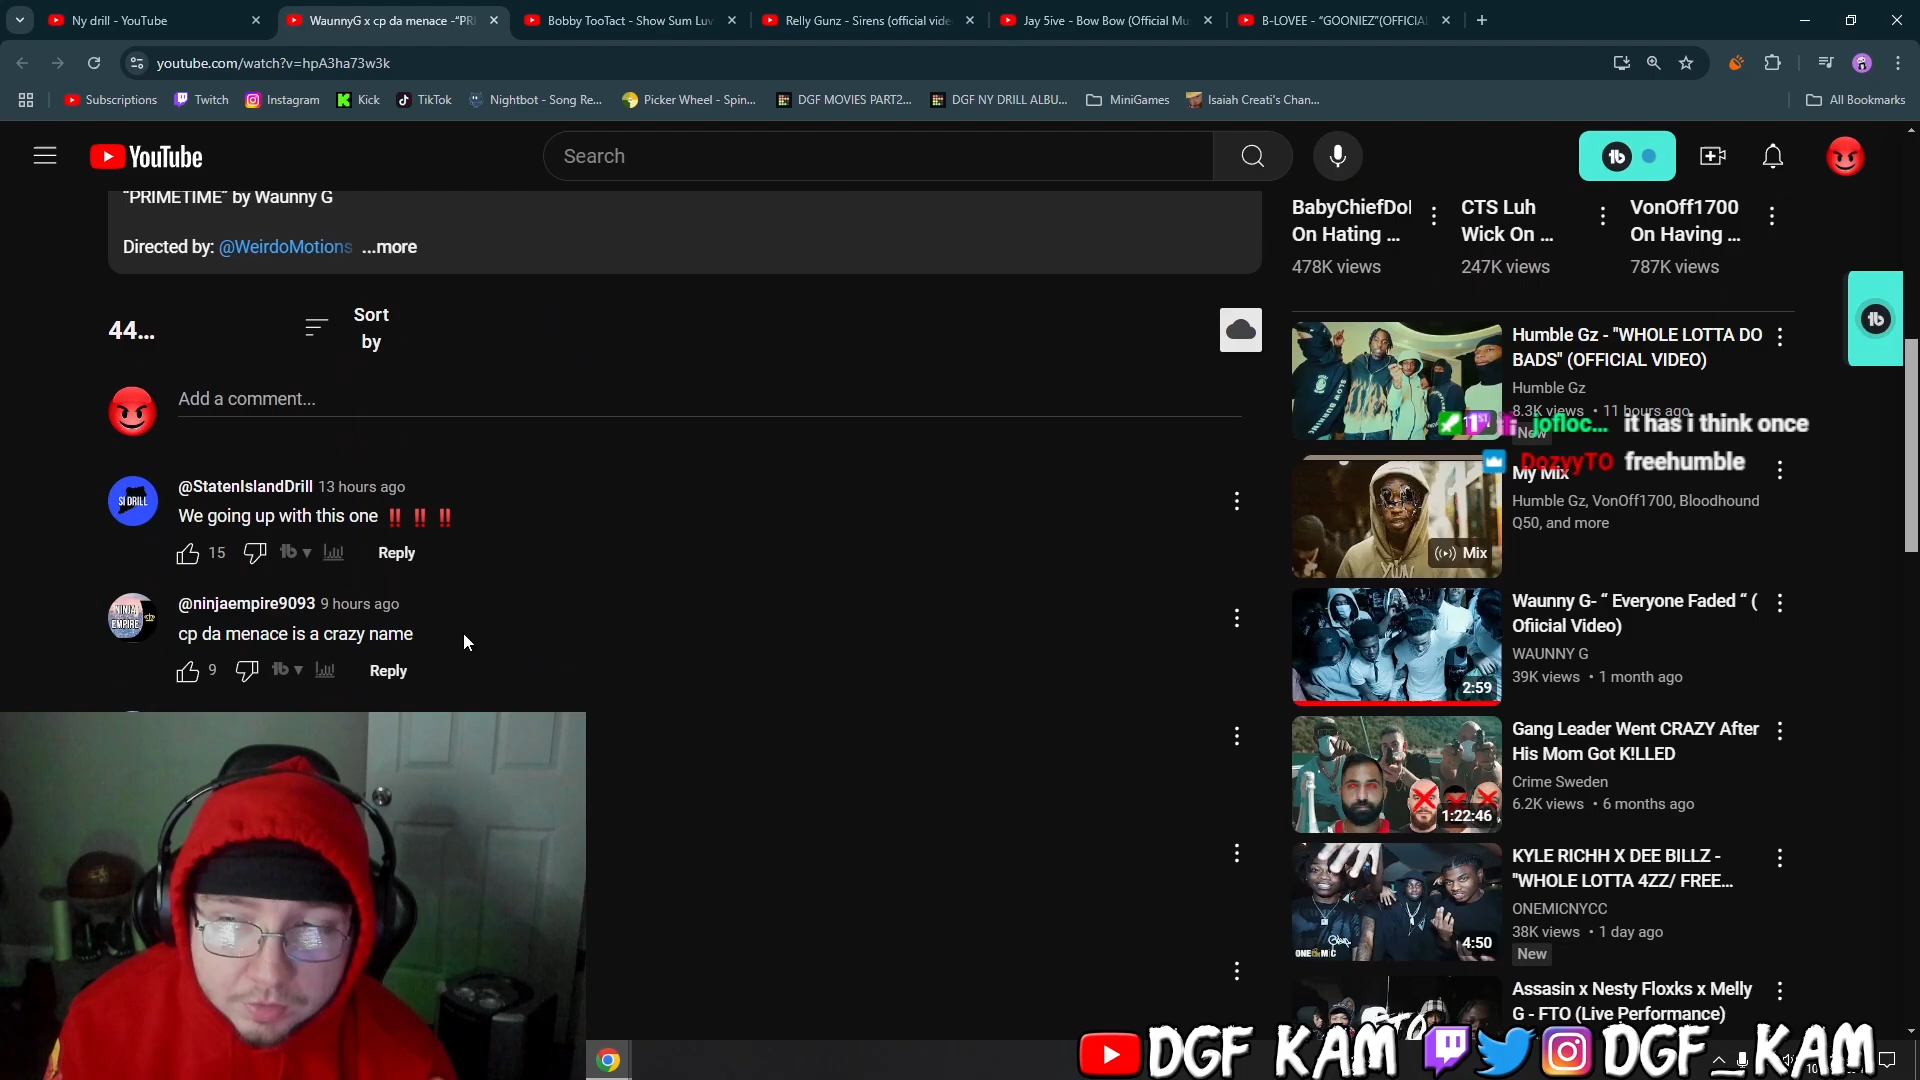 Ny drill - YouTube
WaunnyG x cp da menace -“PRI
Bobby TooTact - Show Sum Luv
Relly Gunz - Sirens (official vide
Jay 5ive - Bow Bow (Official Mu
B-LOVEE - “GOONIEZ”(OFFICIAL
youtube.com/watch?v=hpA3ha73w3k
Subscriptions
Twitch
Instagram
Kick
TikTok
Nightbot - Song Re...
Picker Wheel - Spin...
DGF MOVIES PART2...
DGF NY DRILL ALBU...
MiniGames
Isaiah Creati's Chan...
All Bookmarks
YouTube
Search
“PRIMETIME” by Waunny G
Directed by: @WeirdoMotions ...more
44...
Sort
by
Add a comment...
SI DRILL
@StatenIslandDrill 13 hours ago
We going up with this one ‼️ ‼️ ‼️
15
Reply
NINJA
EMPIRE
@ninjaempire9093 9 hours ago
cp da menace is a crazy name
9
Reply
BabyChiefDoI
On Hating ...
478K views
CTS Luh
Wick On ...
247K views
VonOff1700
On Having ...
787K views
Humble Gz - "WHOLE LOTTA DO
BADS" (OFFICIAL VIDEO)
Humble Gz
8.3K views • 11 hours ago
New
jofloc... it has i think once
DozyyTO freehumble
My Mix
Humble Gz, VonOff1700, Bloodhound
Q50, and more
Mix
Waunny G- “ Everyone Faded “ (
Ofiicial Video)
WAUNNY G
39K views • 1 month ago
2:59
Gang Leader Went CRAZY After
His Mom Got K!LLED
Crime Sweden
6.2K views • 6 months ago
1:22:46
KYLE RICHH X DEE BILLZ -
"WHOLE LOTTA 4ZZ/ FREE...
ONEMICNYCC
38K views • 1 day ago
New
4:50
Assasin x Nesty Floxks x Melly
G - FTO (Live Performance)
DGF KAM
DGF_KAM